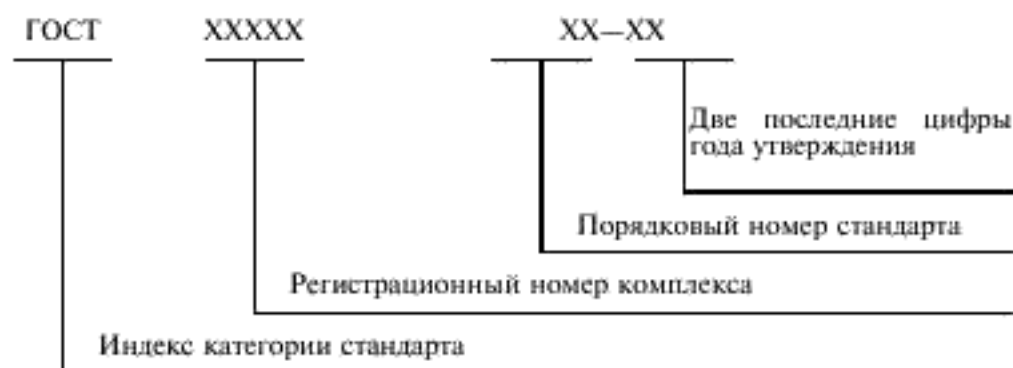 ГОСТ XXXXX XX—XX
Две последние цифры
года утверждения
Порядковый номер стандарта
Регистрационный номер комплекса
Индекс категории стандарта